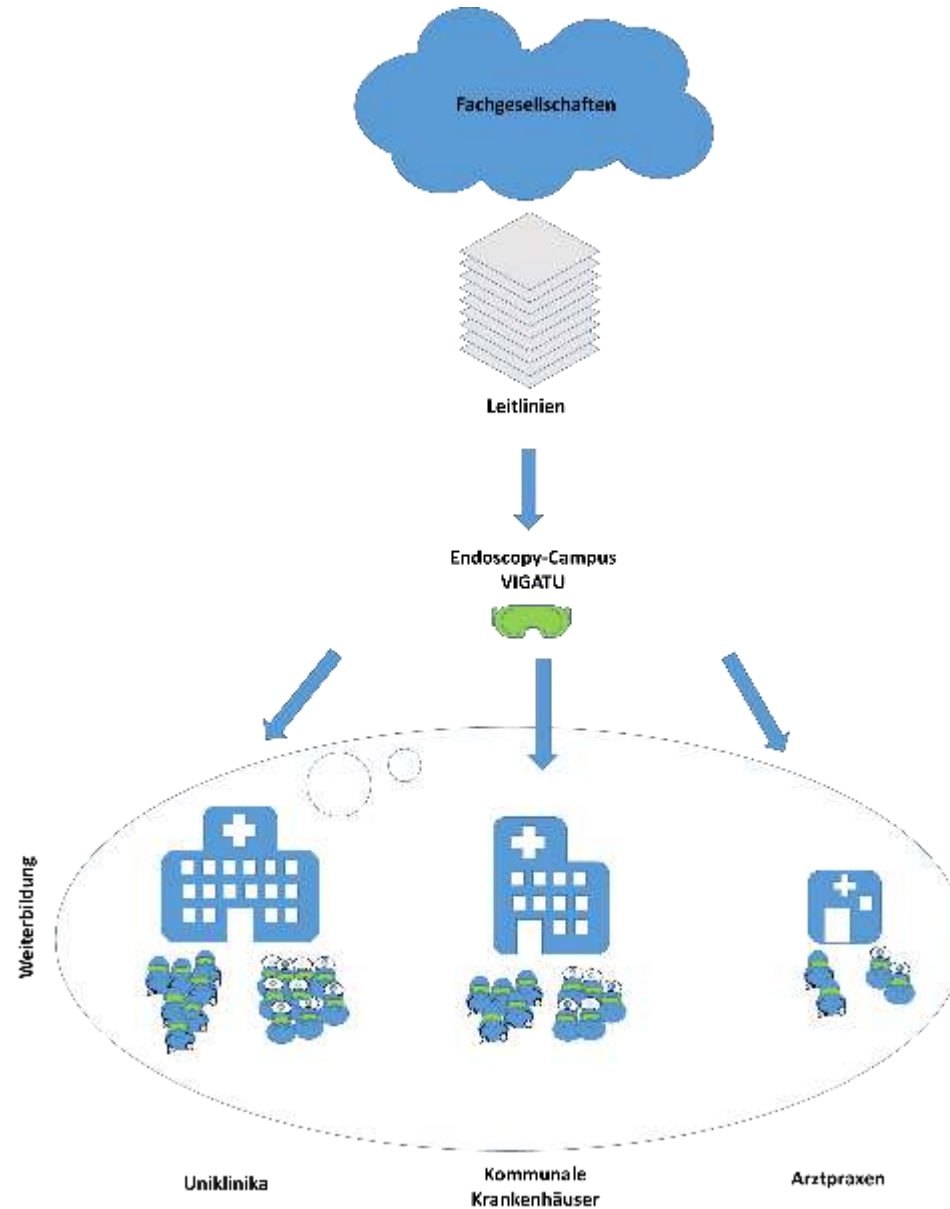 Fachgesellschaften
Leitlinien
Endoscopy-Campus
VIGATU
Weiterbildung
Uniklinika
Kommunale
Krankenhäuser
Arztpraxen